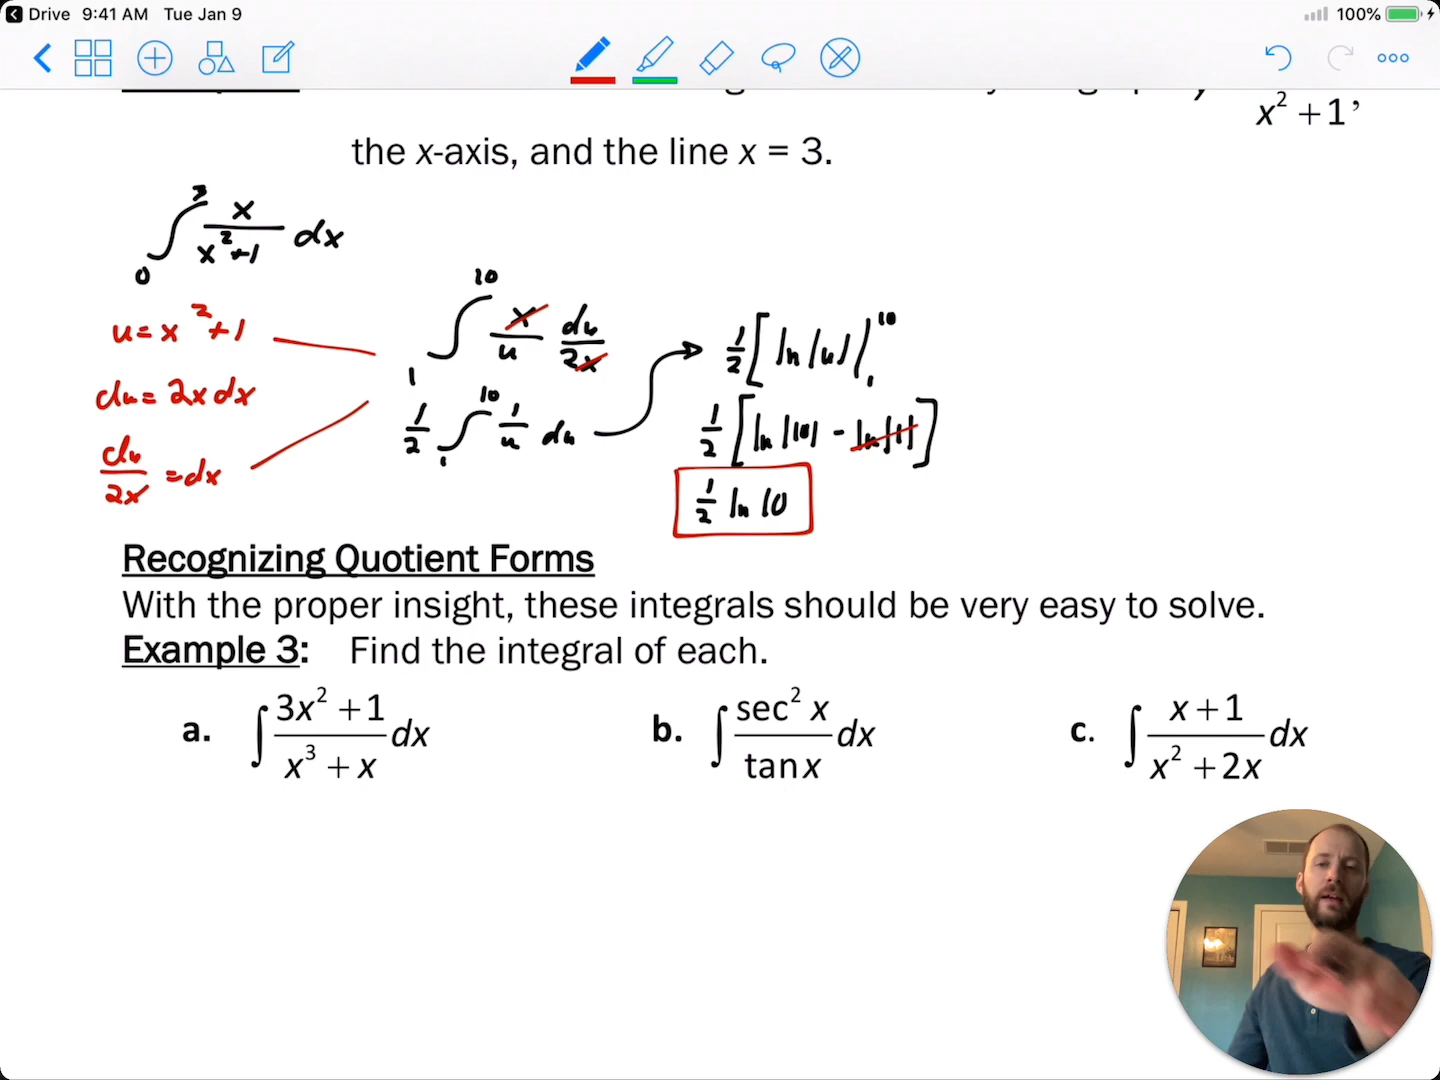 Drive 9:41 AM Tue Jan 9 100%
x² +1,
the x-axis, and the line x = 3.
∫₀³ x/(x²+1) dx
u = x²+1
du = 2x dx
du/2x = dx
∫₁¹⁰ x/u du/2x
1/2 ∫₁¹⁰ 1/u du
1/2 [ln|u|]₁¹⁰
1/2 [ln|10| - ln|1|]
1/2 ln 10
Recognizing Quotient Forms
With the proper insight, these integrals should be very easy to solve.
Example 3: Find the integral of each.
a. ∫ (3x² +1)/(x³ + x) dx b. ∫ sec² x/tan x dx c. ∫ (x+1)/(x² +2x) dx